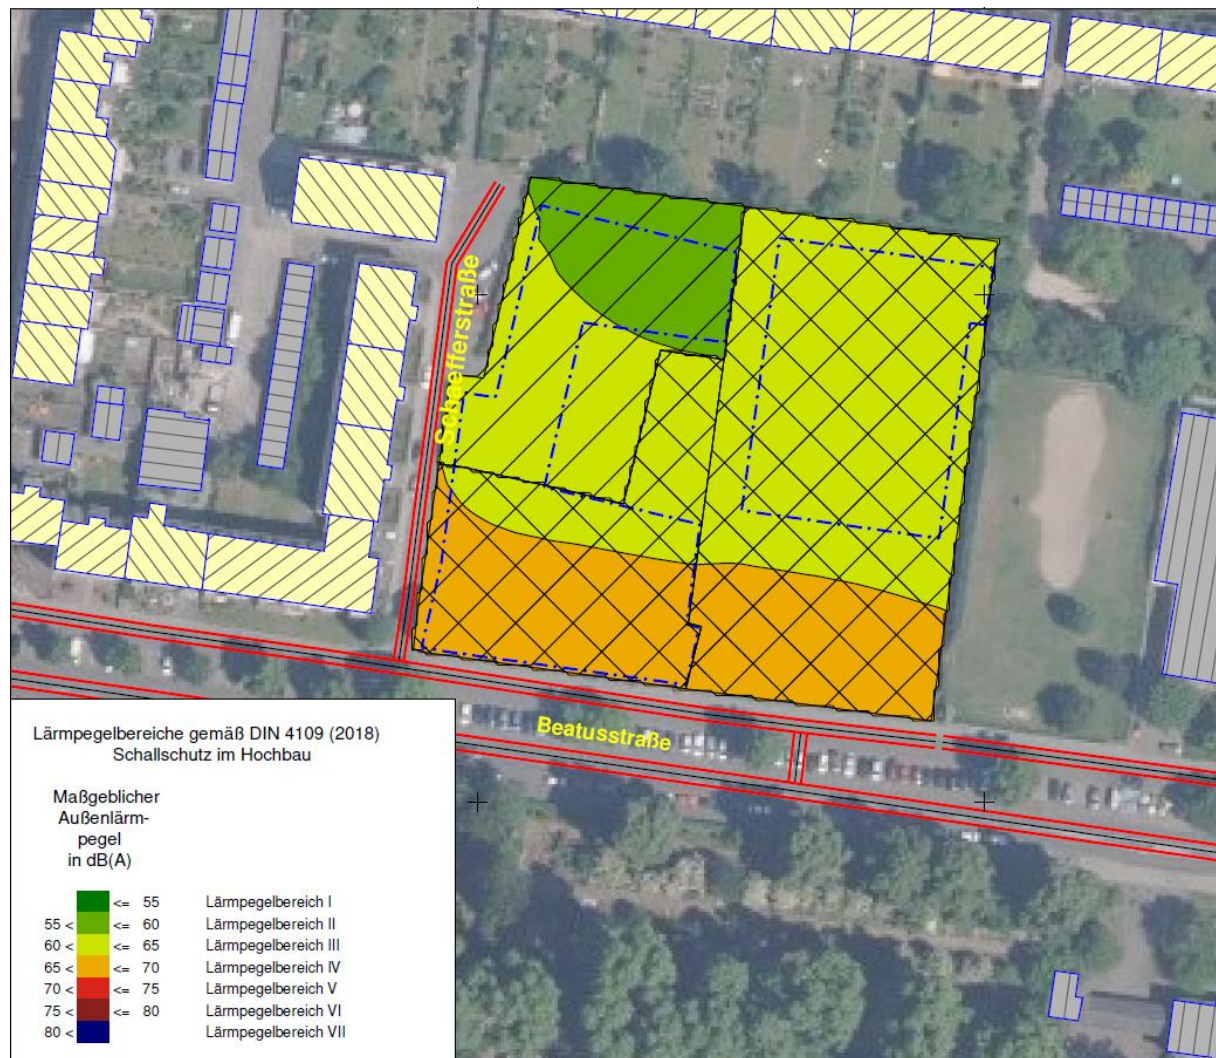 Schaefferstraße
Beatusstraße
Lärmpegelbereiche gemäß DIN 4109 (2018)
Schallschutz im Hochbau
Maßgeblicher
Außenlärm-
pegel
in dB(A)
<= 55 Lärmpegelbereich I
55 < <= 60 Lärmpegelbereich II
60 < <= 65 Lärmpegelbereich III
65 < <= 70 Lärmpegelbereich IV
70 < <= 75 Lärmpegelbereich V
75 < <= 80 Lärmpegelbereich VI
80 < Lärmpegelbereich VII